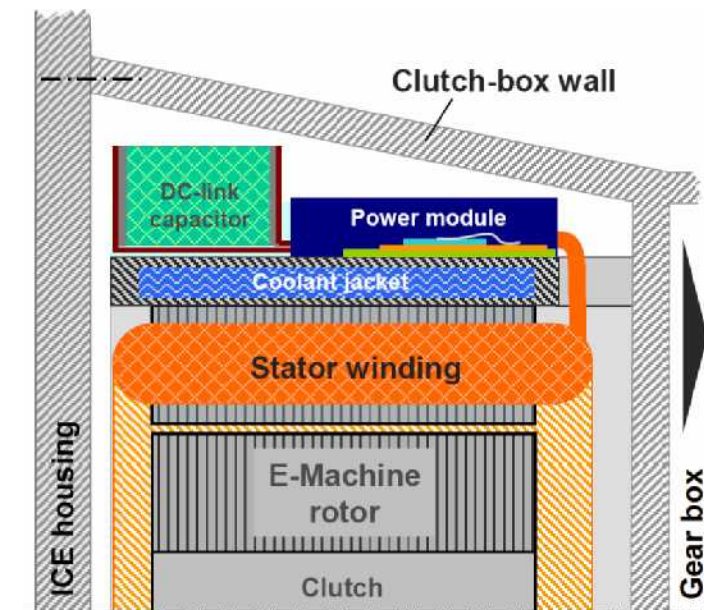 Clutch-box wall
DC-link
capacitor
Power module
Coolant jacket
Stator winding
E-Machine
rotor
Clutch
ICE housing
Gear box